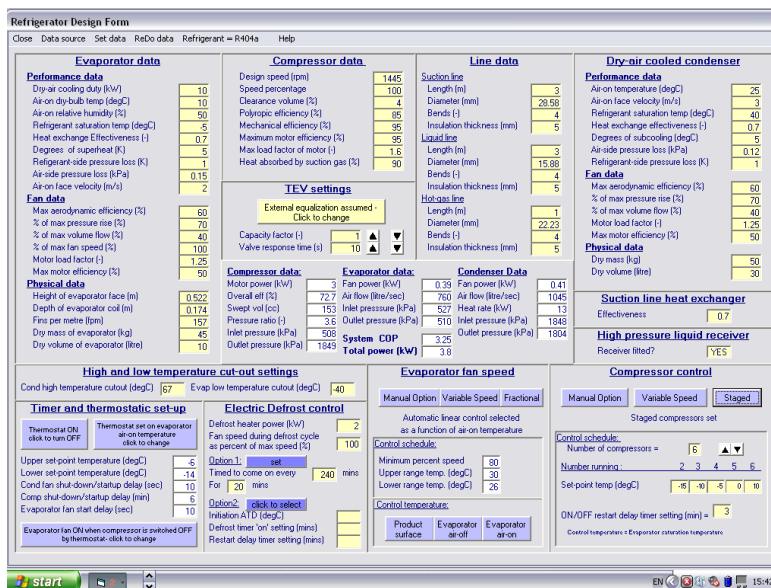 Refrigerator Design Form
Close Data source Set data ReDo data Refrigerant = R404a Help
Evaporator data
Performance data
Dry-air cooling duty (kW) 10
Air-on dry-bulb temp (degC) 10
Air-on relative humidity (%) 50
Refrigerant saturation temp (degC) -5
Heat exchange Effectiveness (-) 0.7
Degrees of superheat (K) 5
Refigerant-side pressure loss (K) 1
Air-side pressure loss (K) 0.15
Air-on face velocity (m/s) 2
Fan data
Max aerodynamic efficiency (%) 60
% of max pressure rise (%) 70
% of max volume flow (%) 40
% of max fan speed (%) 100
Motor load factor (-) 1.25
Max motor efficiency (%) 50
Physical data
Height of evaporator face (m) 0.522
Depth of evaporator coil (m) 0.174
Fins per metre (fpm) 157
Dry mass of evaporator (kg) 45
Dry volume of evaporator (litre) 10
Compressor data
Design speed (rpm) 1445
Speed percentage 100
Clearance volume (%) 4
Polyropic efficiency (%) 85
Mechanical efficiency (%) 95
Maximum motor efficiency (%) 95
Max load factor of motor (-) 1.6
Heat absorbed by suction gas (%) 90
TEV settings
External equalization assumed -
Click to change
Capacity factor (-) 1
Valve response time (s) 10
Line data
Suction line
Length (m) 3
Diameter (mm) 28.58
Bends (-) 4
Insulation thickness (mm) 5
Liquid line
Length (m) 3
Diameter (mm) 15.88
Bends (-) 4
Insulation thickness (mm) 5
Hot-gas line
Length (m) 1
Diameter (mm) 22.23
Bends (-) 4
Insulation thickness (mm) 5
Dry-air cooled condenser
Performance data
Air-on temperature (degC) 25
Air-on face velocity (m/s) 3
Refrigerant saturation temp (degC) 40
Heat exchange effectiveness (-) 0.7
Degrees of subcooling (degC) 5
Air-side pressure loss (K) 0.12
Refrigerant-side pressure loss (K) 1
Fan data
Max aerodynamic efficiency (%) 60
% of max pressure rise (%) 70
% of max volume flow (%) 40
Motor load factor (-) 1.25
Max motor efficiency (%) 50
Physical data
Dry mass (kg) 50
Dry volume (litre) 30
Compressor data:
Motor power (kW) 3
Overall eff (%) 72.7
Swept vol (cc) 153
Pressure ratio (-) 3.6
Inlet pressure (kPa) 508
Outlet pressure (kPa) 1849
Evaporator data:
Fan power (kW) 0.39
Air flow (litre/sec) 760
Inlet pressure (kPa) 527
Outlet pressure (kPa) 510
System COP 3.25
Total power (kW) 3.8
Condenser Data
Fan power (kW) 0.41
Air flow (litre/sec) 1045
Heat rate (kW) 13
Inlet pressure (kPa) 1848
Outlet pressure (kPa) 1804
Suction line heat exchanger
Effectiveness 0.7
High pressure liquid receiver
Receiver fitted? YES
High and low temperature cut-out settings
Cond high temperature cutout (degC) 67 Evap low temperature cutout (degC) -40
Timer and thermostatic set-up
Thermostat ON
click to turn OFF
Thermostat set on evaporator
air-on temperature
click to change
Upper set-point temperature (degC) -6
Lower set-point temperature (degC) -14
Cond fan shutdown/startup delay (sec) 10
Comp shut-down/startup delay (min) 6
Evaporator fan start delay (sec) 10
Evaporator fan ON when compressor is switched OFF
by thermostat- click to change
Electric Defrost control
Defrost heater power (kW) 2
Fan speed during defrost cycle
as percent of max speed (%) 100
Option 1: set
Timed to come on every 240 mins
For 20 mins
Option2: click to select
Initiation ATD (degC)
Defrost timer 'on' setting (mins)
Restart delay timer setting (mins)
Evaporator fan speed
Manual Option Variable Speed Fractional
Automatic linear control selected
as a function of air-on temperature
Control schedule:
Minimum percent speed 80
Upper range temp. (degC) 30
Lower range temp. (degC) 26
Control temperature:
Product
surface
Evaporator
air-off
Evaporator
air-on
Compressor control
Manual Option Variable Speed Staged
Staged compressors set
Control schedule:
Number of compressors = 6
Number running : 2 3 4 5 6
Set-point temp (degC) -15 -10 -5 0 10
ON/OFF restart delay timer setting (min) = 3
Control temperature = Evaporator saturation temperature
start EN 15:42